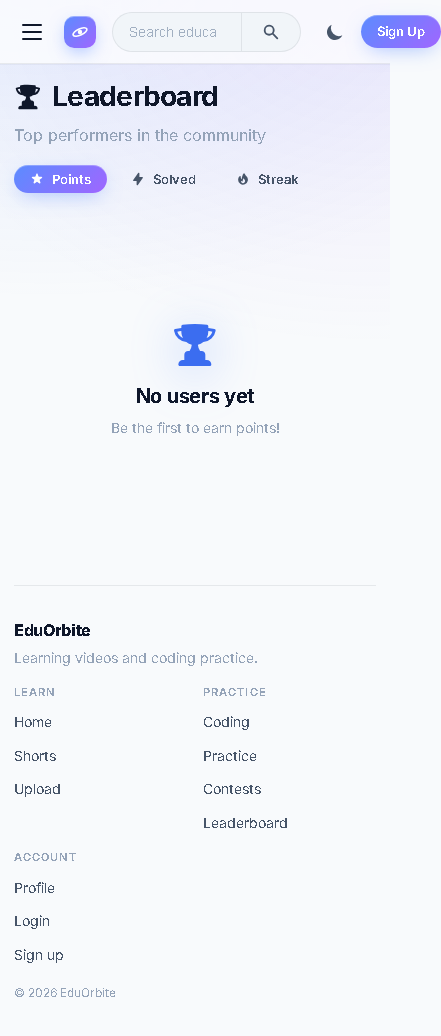 Search educa
Sign Up
Leaderboard
Top performers in the community
Points Solved Streak
No users yet
Be the first to earn points!
EduOrbite
Learning videos and coding practice.
LEARN
Home
Shorts
Upload
PRACTICE
Coding
Practice
Contests
Leaderboard
ACCOUNT
Profile
Login
Sign up
© 2026 EduOrbite